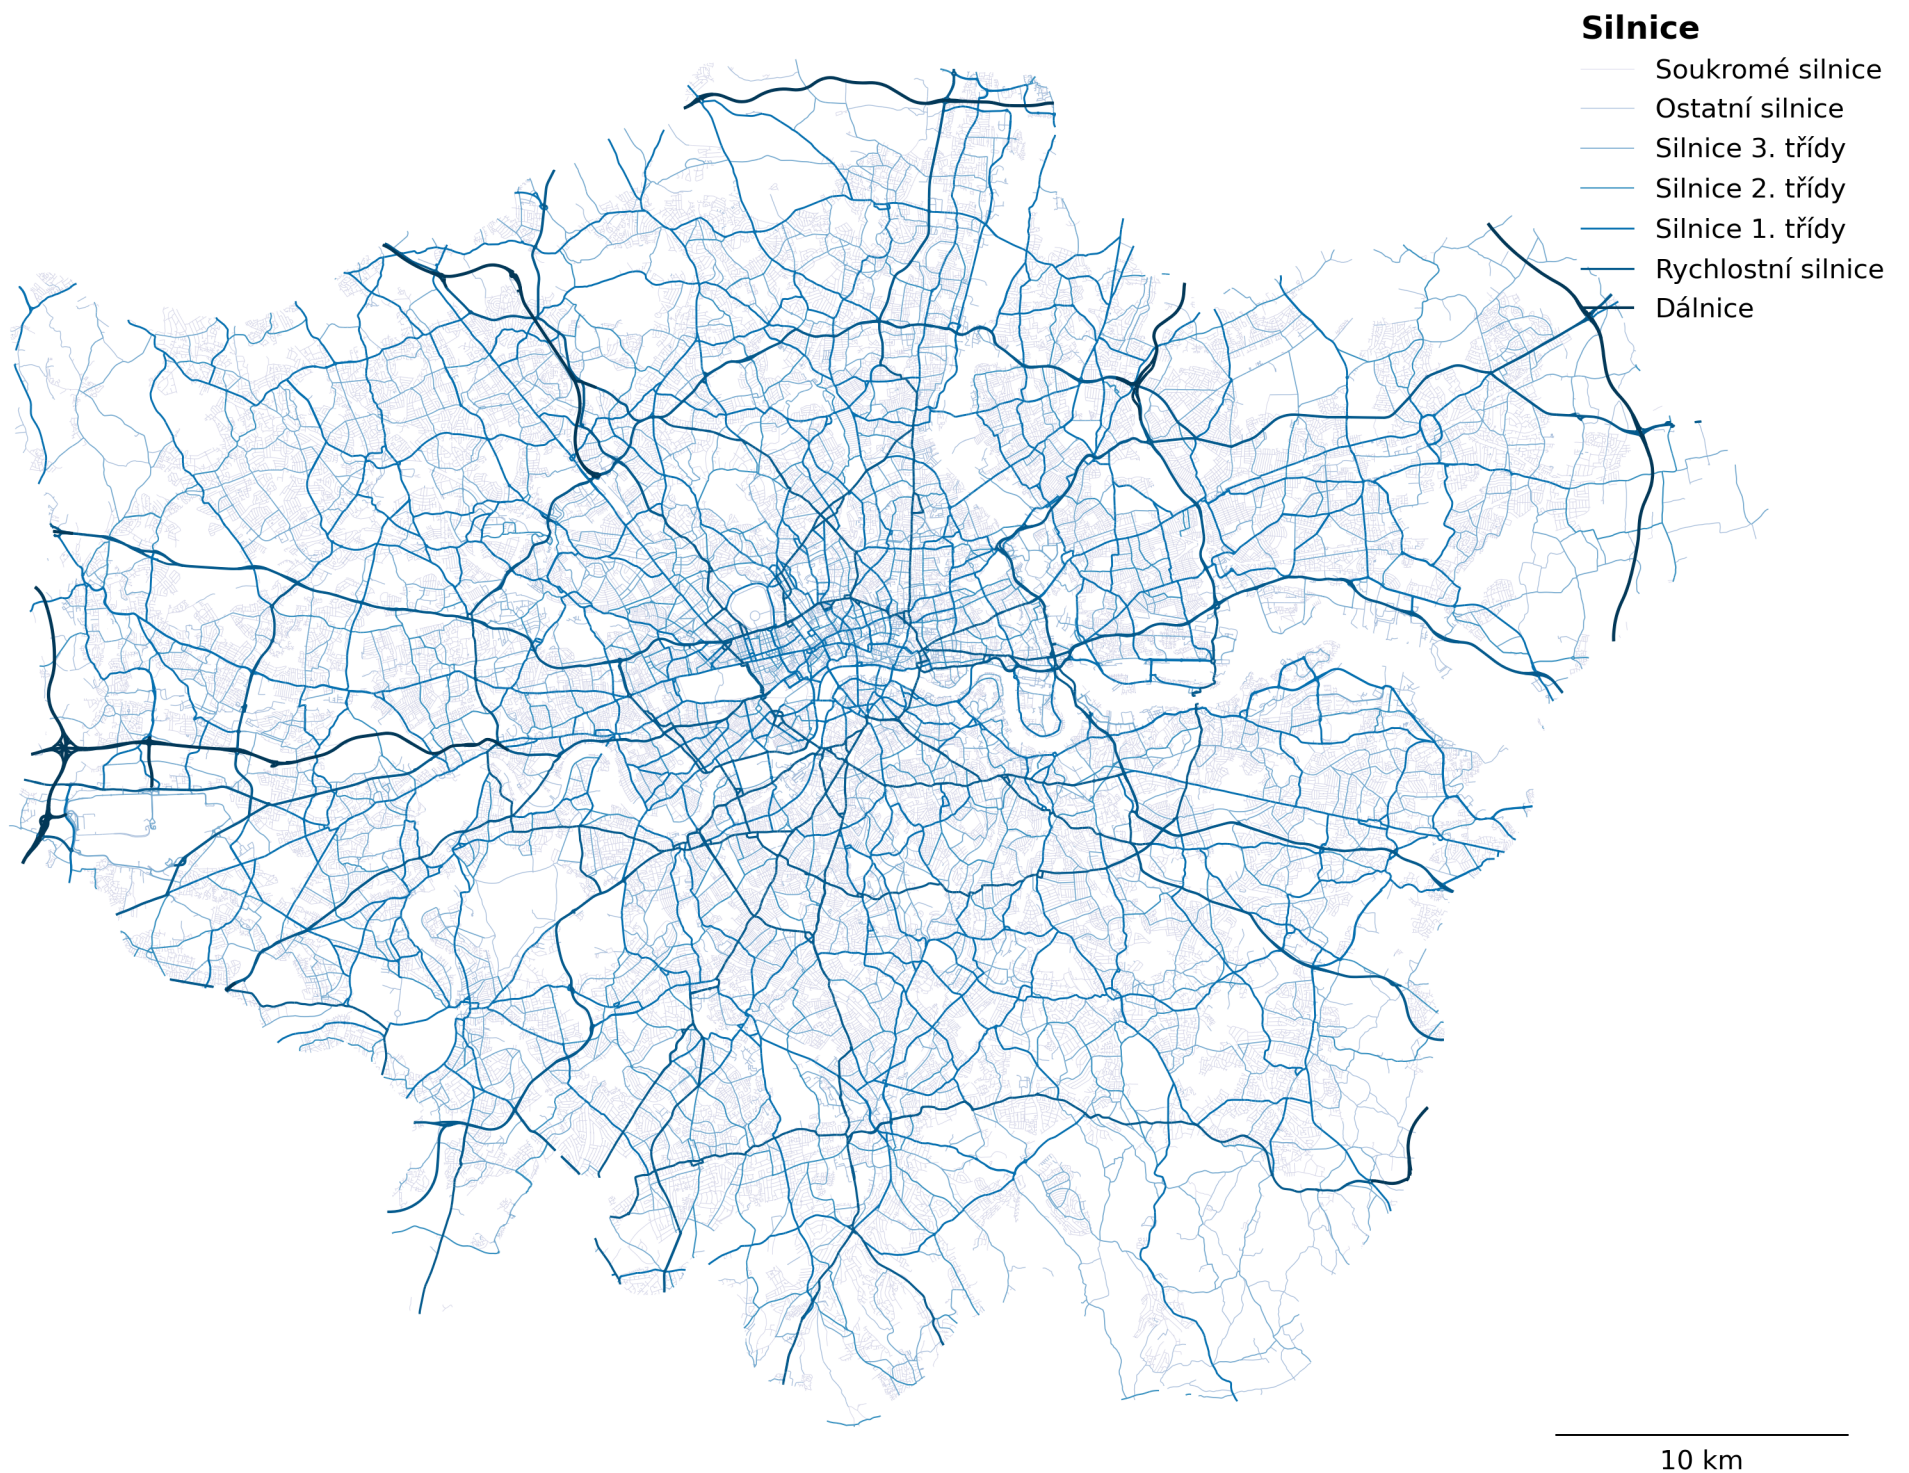 Silnice
Soukromé silnice
Ostatní silnice
Silnice 3. třídy
Silnice 2. třídy
Silnice 1. třídy
Rychlostní silnice
Dálnice
10 km